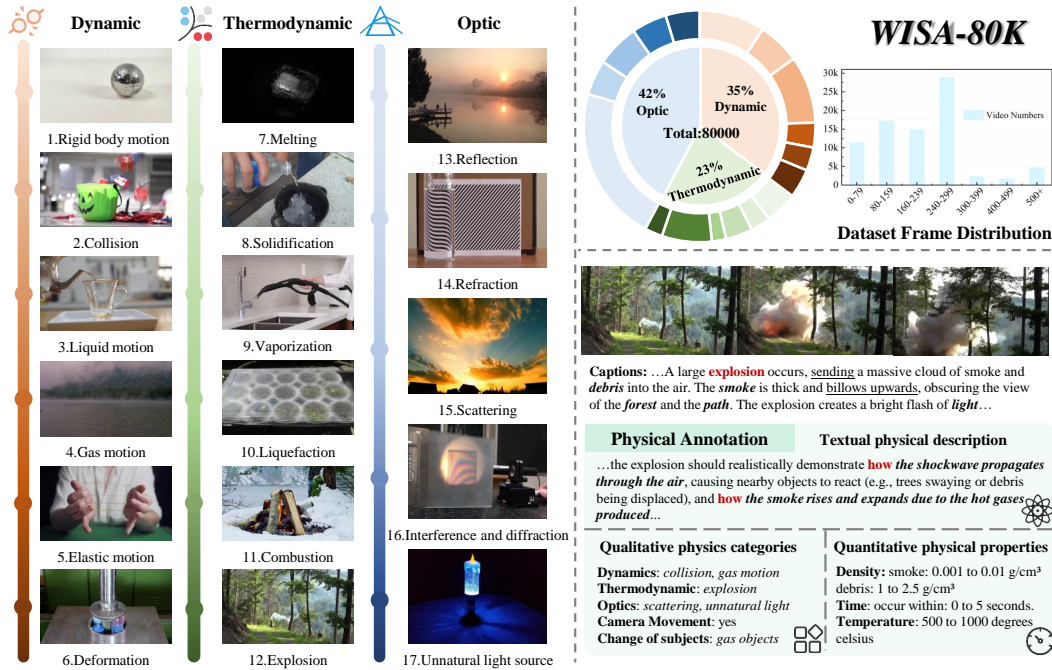 Dynamic
1.Rigid body motion
2.Collision
3.Liquid motion
4.Gas motion
5.Elastic motion
6.Deformation
Thermodynamic
7.Melting
8.Solidification
9.Vaporization
10.Liquefaction
11.Combustion
12.Explosion
Optic
13.Reflection
14.Refraction
15.Scattering
16.Interference and diffraction
17.Unnatural light source
42%
Optic
35%
Dynamic
Total:80000
23%
Thermodynamic
WISA-80K
30k
25k
20k
15k
10k
5k
0
Video Numbers
0-79
80-159
160-239
240-299
300-399
400-499
500+
Dataset Frame Distribution
Captions: …A large explosion occurs, sending a massive cloud of smoke and
debris into the air. The smoke is thick and billows upwards, obscuring the view
of the forest and the path. The explosion creates a bright flash of light…
Physical Annotation
Textual physical description
…the explosion should realistically demonstrate how the shockwave propagates
through the air, causing nearby objects to react (e.g., trees swaying or debris
being displaced), and how the smoke rises and expands due to the hot gases
produced…
Qualitative physics categories
Dynamics: collision, gas motion
Thermodynamic: explosion
Optics: scattering, unnatural light
Camera Movement: yes
Change of subjects: gas objects
Quantitative physical properties
Density: smoke: 0.001 to 0.01 g/cm³
debris: 1 to 2.5 g/cm³
Time: occur within: 0 to 5 seconds.
Temperature: 500 to 1000 degrees
celsius